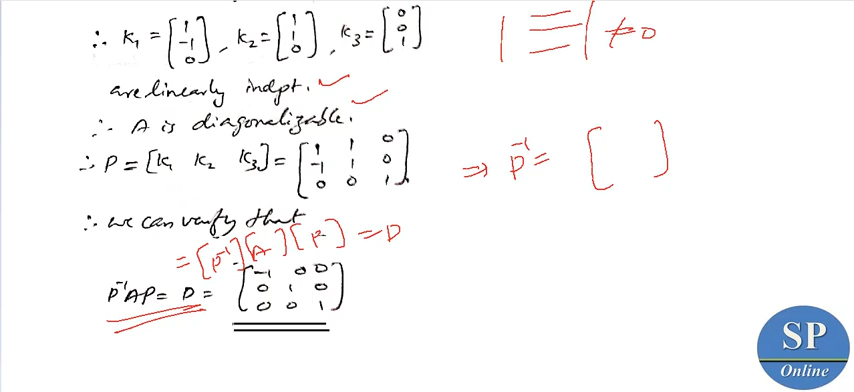 ∴ K₁ = [1 -1 0], K₂ = [1 1 0], K₃ = [0 0 1]
| ≡ | ≠ 0
are linearly indpt.
∴ A is diagonalizable.
∴ P = [K₁ K₂ K₃] = [1 1 0; -1 1 0; 0 0 1]
⇒ P⁻¹ = [ ]
∴ we can verify that
= [P⁻¹][A][P] = D
P⁻¹AP = D = [-1 0 0; 0 1 0; 0 0 1]
SP
Online